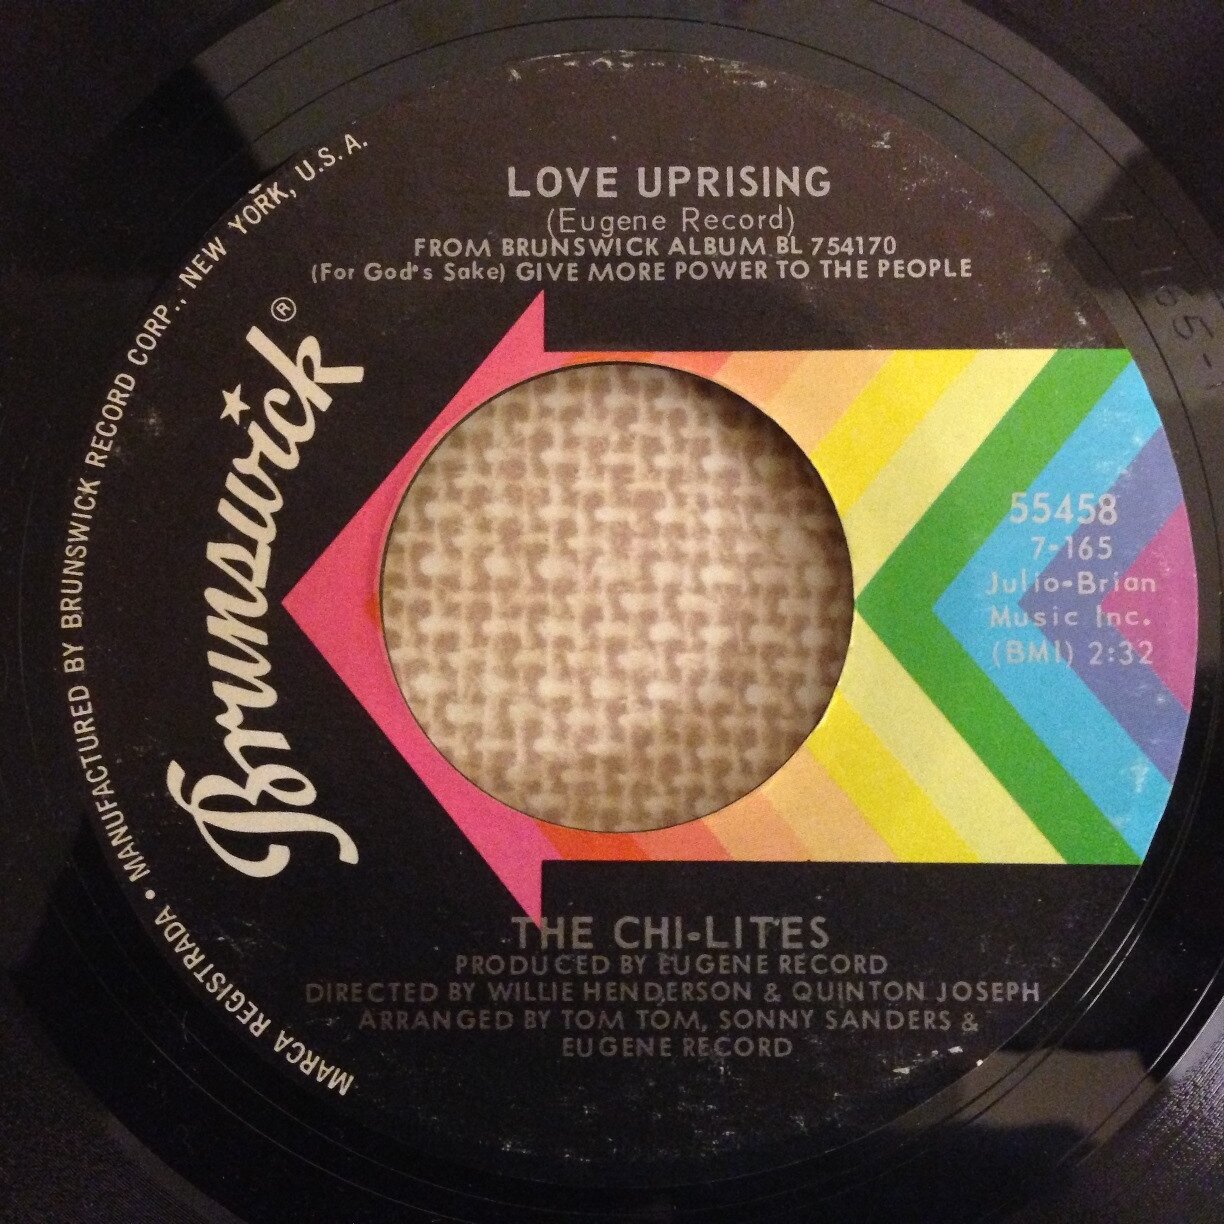 LOVE UPRISING
(Eugene Record)
FROM BRUNSWICK ALBUM BL 754170
(For God's Sake) GIVE MORE POWER TO THE PEOPLE
MARCA REGISTRADA • MANUFACTURED BY BRUNSWICK RECORD CORP., NEW YORK, U.S.A.
Brunswick ®
55458
7-165
Julio-Brian
Music Inc.
(BMI) 2:32
THE CHI-LITES
PRODUCED BY EUGENE RECORD
DIRECTED BY WILLIE HENDERSON & QUINTON JOSEPH
ARRANGED BY TOM TOM, SONNY SANDERS &
EUGENE RECORD